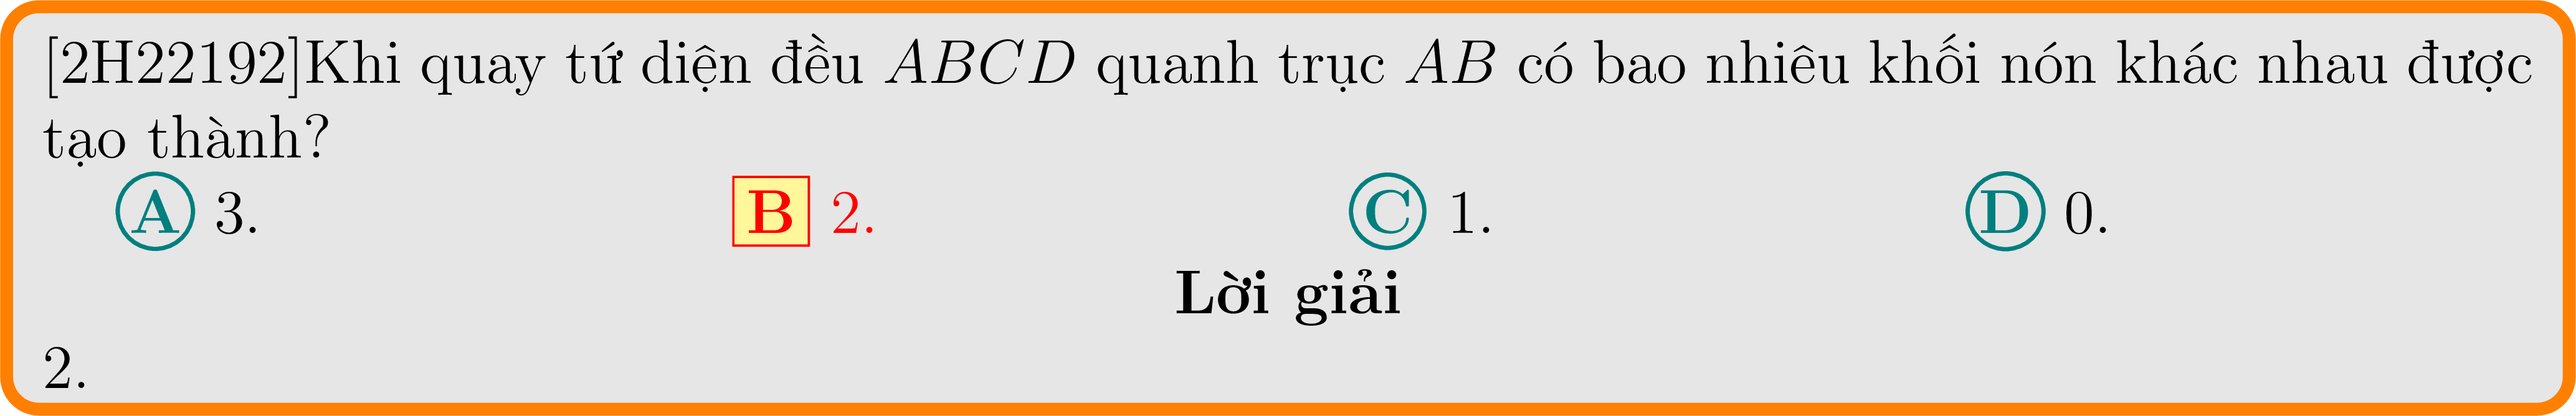 [2H22192]Khi quay tứ diện đều ABCD quanh trục AB có bao nhiêu khối nón khác nhau được
tạo thành?
A 3. B 2. C 1. D 0.
Lời giải
2.